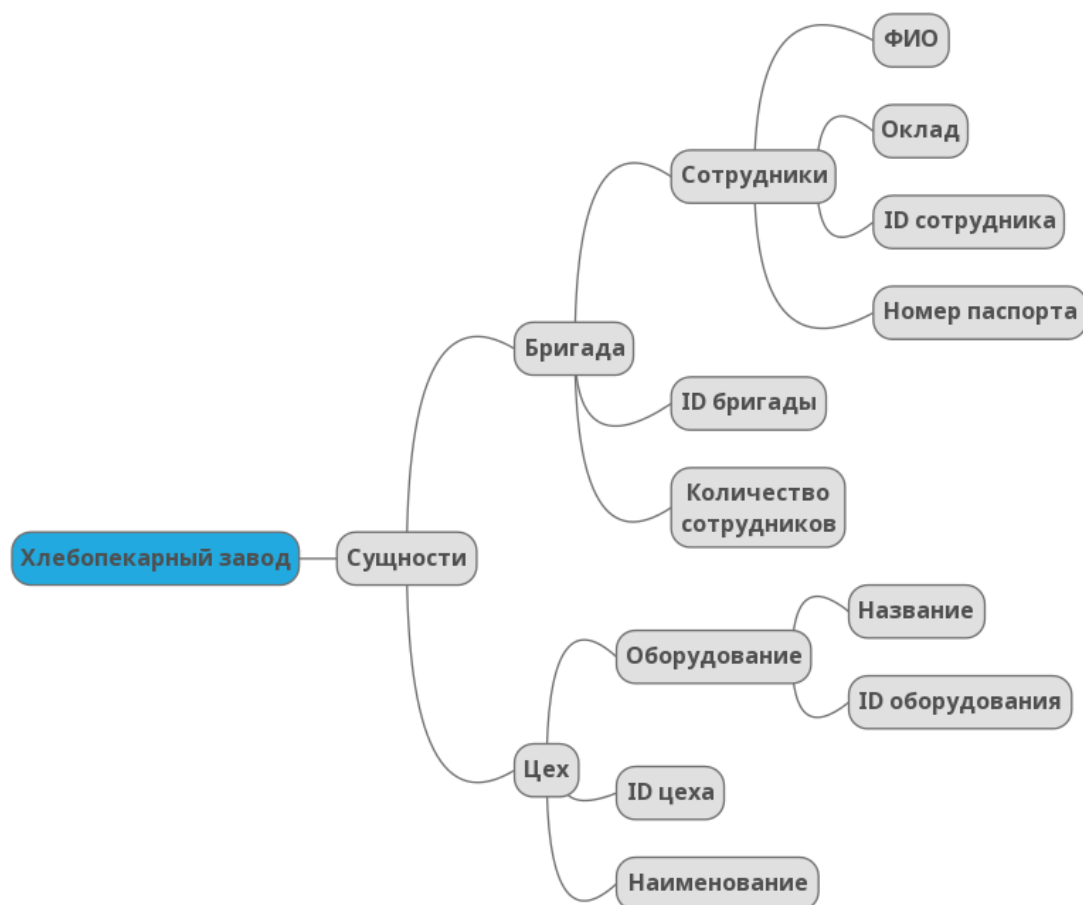 ФИО
Оклад
Сотрудники
ID сотрудника
Номер паспорта
Бригада
ID бригады
Количество
сотрудников
Хлебопекарный завод
Сущности
Название
Оборудование
ID оборудования
Цех
ID цеха
Наименование